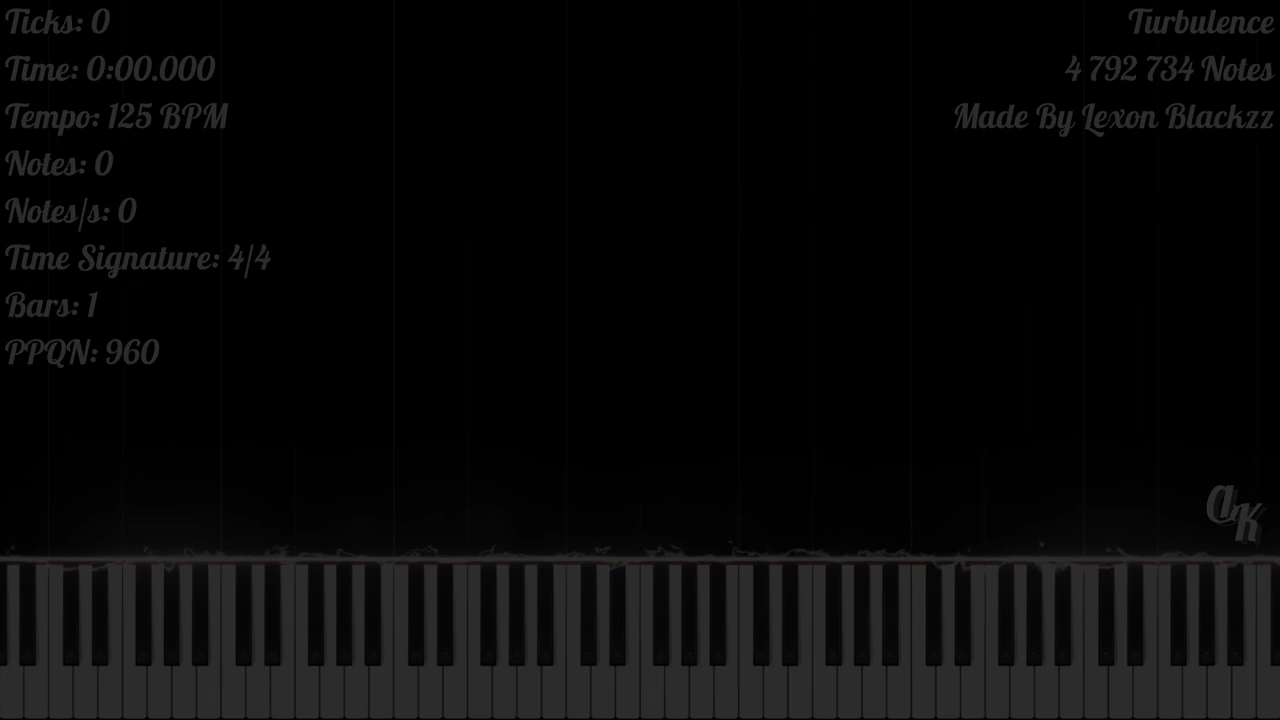 Ticks: 0
Time: 0:00.000
Tempo: 125 BPM
Notes: 0
Notes/s: 0
Time Signature: 4/4
Bars: 1
PPQN: 960
Turbulence
4 792 734 Notes
Made By Lexon Blackzz
aK